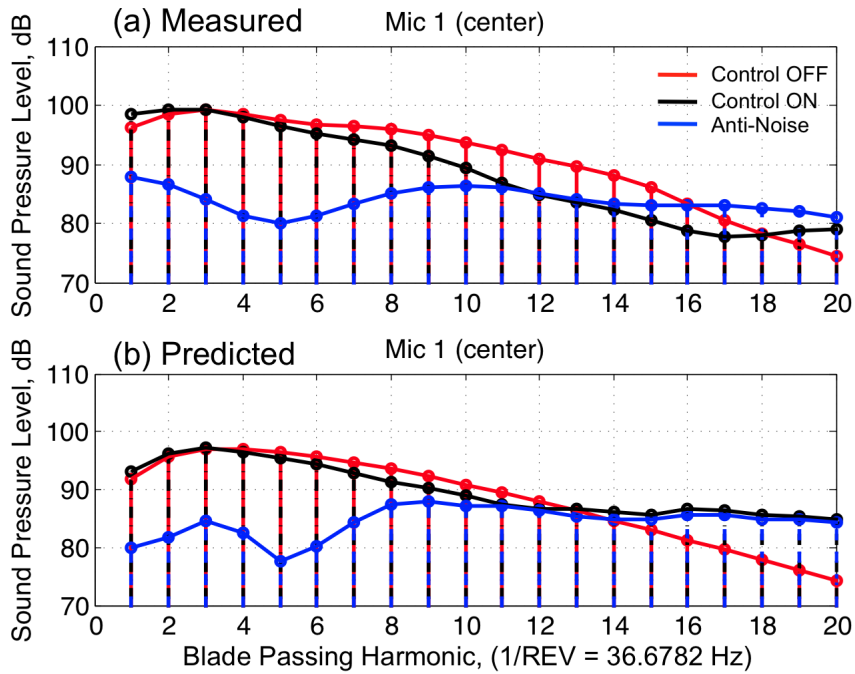 (a) Measured
Mic 1 (center)
Sound Pressure Level, dB
110
100
90
80
70
Control OFF
Control ON
Anti-Noise
0 2 4 6 8 10 12 14 16 18 20
(b) Predicted
Mic 1 (center)
Sound Pressure Level, dB
110
100
90
80
70
0 2 4 6 8 10 12 14 16 18 20
Blade Passing Harmonic, (1/REV = 36.6782 Hz)